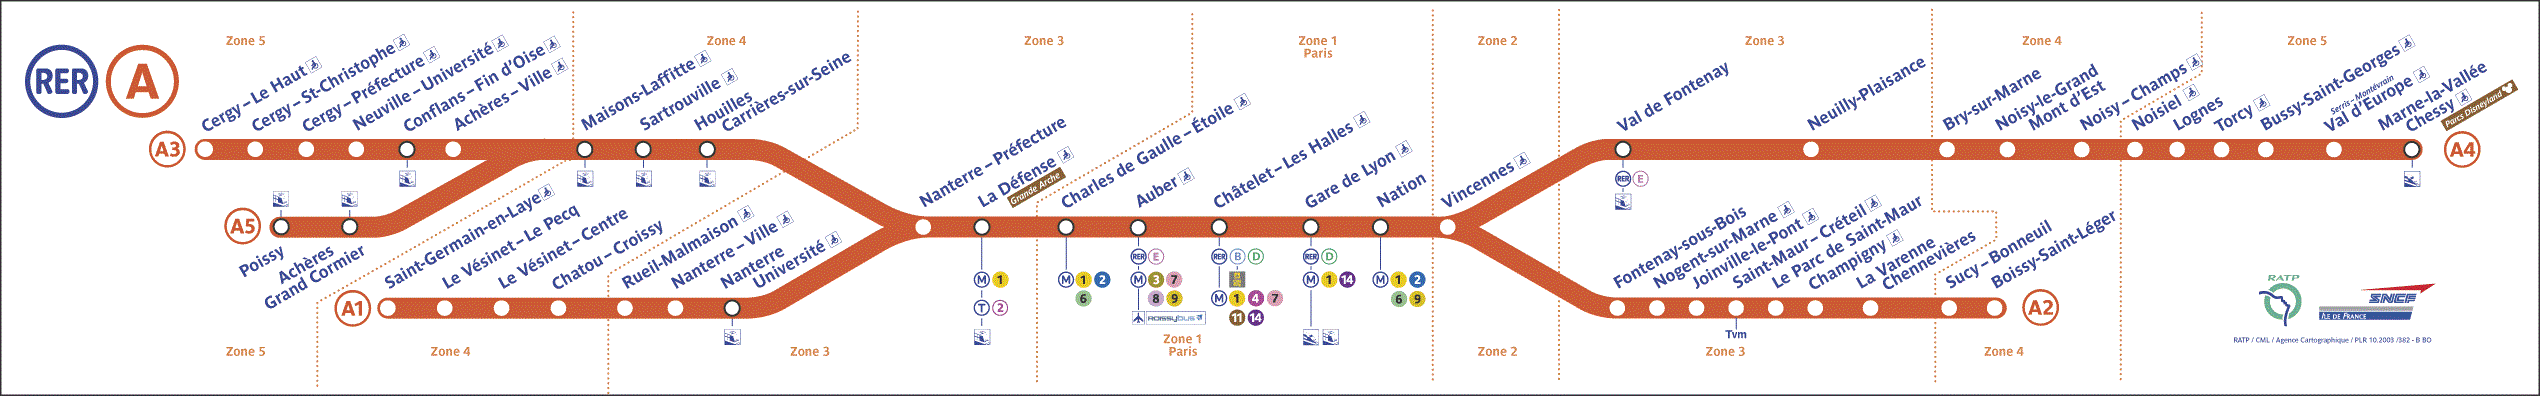 RER A
Zone 5
Zone 4
Zone 3
Zone 1
Paris
Zone 2
Zone 3
Zone 4
Zone 5
A3
Cergy – Le Haut
Cergy – St-Christophe
Cergy – Préfecture
Neuville – Université
Conflans – Fin d'Oise
Achères – Ville
Maisons-Laffitte
Sartrouville
Houilles
Carrières-sur-Seine
A5
Poissy
Achères
Grand Cormier
A1
Saint-Germain-en-Laye
Le Vésinet – Le Pecq
Le Vésinet – Centre
Chatou – Croissy
Rueil-Malmaison
Nanterre – Ville
Nanterre
Université
Nanterre – Préfecture
La Défense
Grande Arche
M 1
T 2
Charles de Gaulle – Étoile
M 1 2
6
Auber
RER E
M 3 7
8 9
ROISSYBUS
Châtelet – Les Halles
RER B D
M 1 4 7
11 14
Gare de Lyon
RER D
M 1 14
Nation
M 1 2
6 9
Vincennes
Val de Fontenay
RER E
Neuilly-Plaisance
Bry-sur-Marne
Noisy-le-Grand
Mont d'Est
Noisy – Champs
Noisiel
Lognes
Torcy
Bussy-Saint-Georges
Serris – Montévrain
Val d'Europe
Marne-la-Vallée
Chessy
Parcs Disneyland
A4
Fontenay-sous-Bois
Nogent-sur-Marne
Joinville-le-Pont
Saint-Maur – Créteil
Tvm
Le Parc de Saint-Maur
Champigny
La Varenne
Chennevières
Sucy – Bonneuil
Boissy-Saint-Léger
A2
Zone 5
Zone 4
Zone 3
Zone 1
Paris
Zone 2
Zone 3
Zone 4
RATP
SNCF
ÎLE DE FRANCE
RATP / CML / Agence Cartographique / PLR 10.2003 /382 - B BO